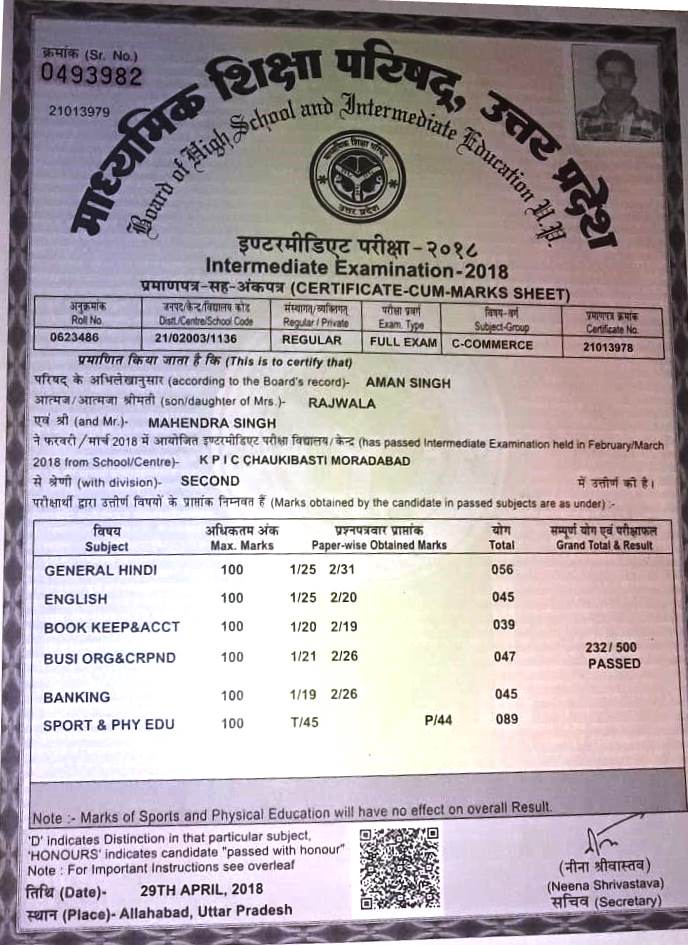 क्रमांक (Sr. No.)
0493982
21013979
माध्यमिक शिक्षा परिषद्, उत्तर प्रदेश
Board of High School and Intermediate Education U.P.
माध्यमिक शिक्षा परिषद्
उत्तर प्रदेश
इण्टरमीडिएट परीक्षा-२०१८
Intermediate Examination-2018
प्रमाणपत्र-सह-अंकपत्र (CERTIFICATE-CUM-MARKS SHEET)
अनुक्रमांक जनपद/केन्द्र/विद्यालय कोड संस्थागत/व्यक्तिगत परीक्षा प्रवर्ग विषय-वर्ग प्रमाणपत्र क्रमांक
Roll No. Distt./Centre/School Code Regular / Private Exam. Type Subject-Group Certificate No.
0623486 21/02003/1136 REGULAR FULL EXAM C-COMMERCE 21013978
प्रमाणित किया जाता है कि (This is to certify that)
परिषद के अभिलेखानुसार (according to the Board's record)- AMAN SINGH
आत्मज/आत्मजा श्रीमती (son/daughter of Mrs.)- RAJWALA
एवं श्री (and Mr.)- MAHENDRA SINGH
ने फरवरी/मार्च 2018 में आयोजित इण्टरमीडिएट परीक्षा विद्यालय/केन्द्र (has passed Intermediate Examination held in February/March
2018 from School/Centre)- K P I C CHAUKIBASTI MORADABAD
से श्रेणी (with division)- SECOND में उत्तीर्ण की है।
परीक्षार्थी द्वारा उत्तीर्ण विषयों के प्राप्तांक निम्नवत हैं (Marks obtained by the candidate in passed subjects are as under) :-
विषय अधिकतम अंक प्रश्नपत्रवार प्राप्तांक योग सम्पूर्ण योग एवं परीक्षाफल
Subject Max. Marks Paper-wise Obtained Marks Total Grand Total & Result
GENERAL HINDI 100 1/25 2/31 056
ENGLISH 100 1/25 2/20 045
BOOK KEEP&ACCT 100 1/20 2/19 039
BUSI ORG&CRPND 100 1/21 2/26 047 232/ 500
PASSED
BANKING 100 1/19 2/26 045
SPORT & PHY EDU 100 T/45 P/44 089
Note :- Marks of Sports and Physical Education will have no effect on overall Result.
'D' Indicates Distinction in that particular subject,
'HONOURS' indicates candidate "passed with honour"
Note : For Important Instructions see overleaf
तिथि (Date)- 29TH APRIL, 2018
स्थान (Place)- Allahabad, Uttar Pradesh
(नीना श्रीवास्तव)
(Neena Shrivastava)
सचिव (Secretary)